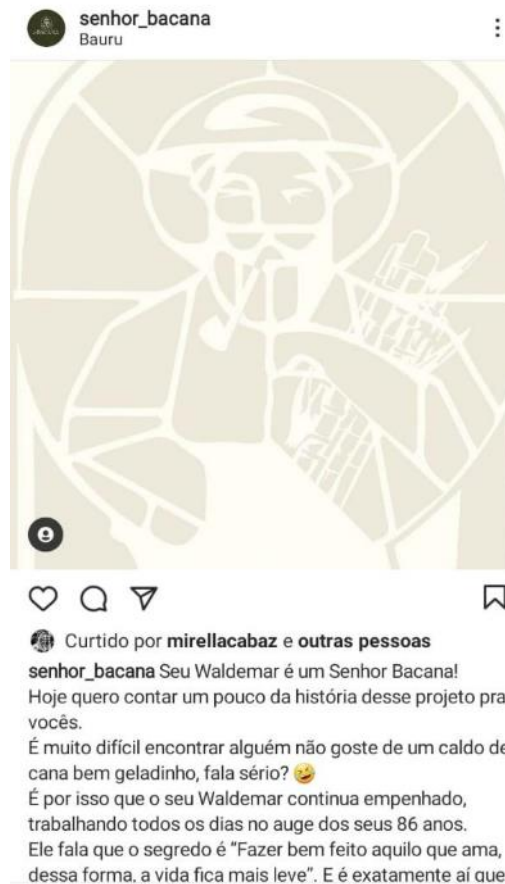 senhor_bacana
Bauru
Curtido por mirellacabaz e outras pessoas
senhor_bacana Seu Waldemar é um Senhor Bacana!
Hoje quero contar um pouco da história desse projeto pra
vocês.
É muito difícil encontrar alguém não goste de um caldo de
cana bem geladinho, fala sério? 🤣
É por isso que o seu Waldemar continua empenhado,
trabalhando todos os dias no auge dos seus 86 anos.
Ele fala que o segredo é “Fazer bem feito aquilo que ama,
dessa forma, a vida fica mais leve”. E é exatamente aí que